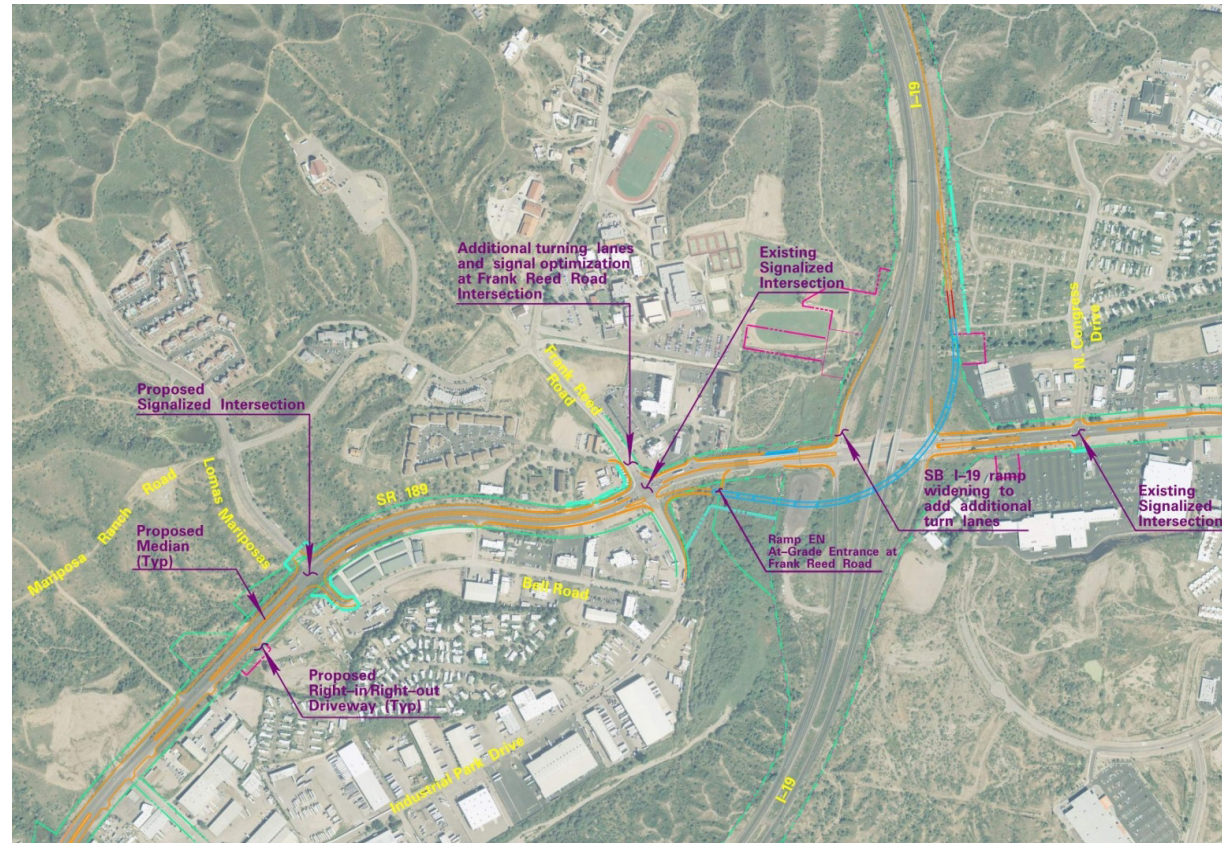 I-19
Additional turning lanes
and signal optimization
at Frank Reed Road
Intersection
Existing
Signalized
Intersection
N. Congress
Drive
Frank Reed
Road
Proposed
Signalized Intersection
Mariposa Ranch Road
Lomas Mariposas
SR 189
SB I-19 ramp
widening to
add additional
turn lanes
Existing
Signalized
Intersection
Proposed
Median
(Typ)
Ramp EN
At-Grade Entrance at
Frank Reed Road
Bell Road
Proposed
Right-in/Right-out
Driveway (Typ)
Industrial Park Drive
I-19